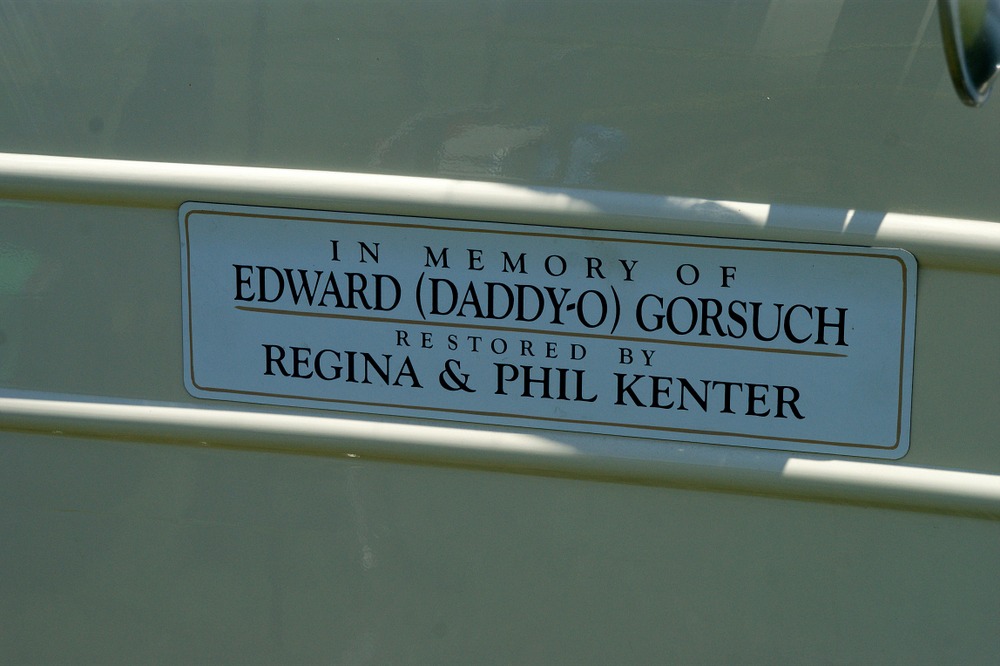 IN MEMORY OF
EDWARD (DADDY-O) GORSUCH
RESTORED BY
REGINA & PHIL KENTER